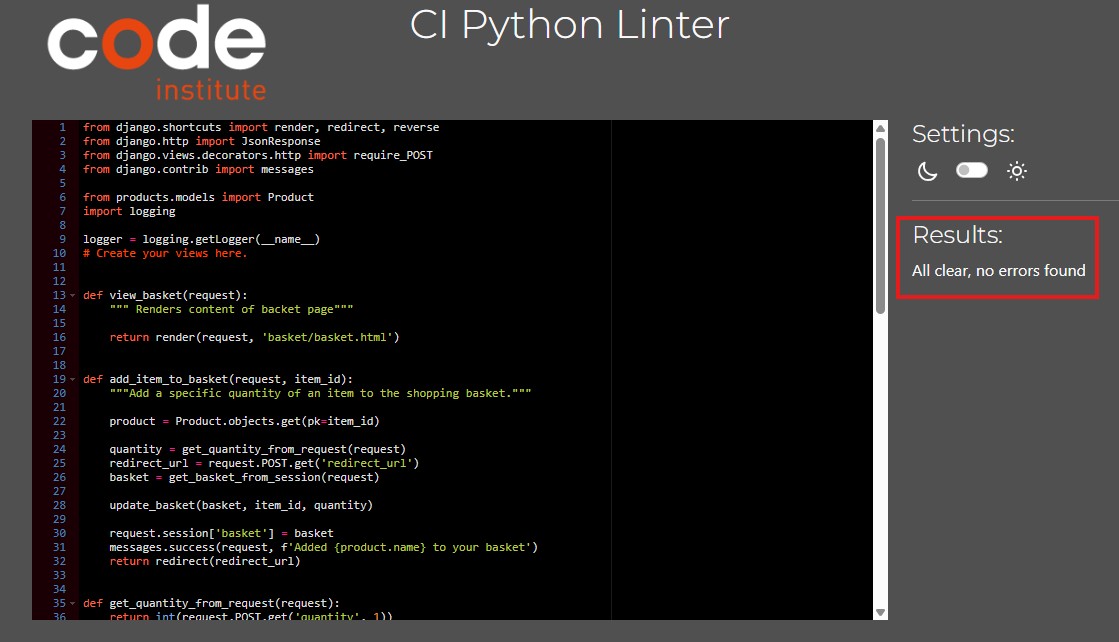 code
institute
CI Python Linter
1 from django.shortcuts import render, redirect, reverse
2 from django.http import JsonResponse
3 from django.views.decorators.http import require_POST
4 from django.contrib import messages
5
6 from products.models import Product
7 import logging
8
9 logger = logging.getLogger(__name__)
10 # Create your views here.
11
12
13 def view_basket(request):
14     """ Renders content of backet page"""
15
16     return render(request, 'basket/basket.html')
17
18
19 def add_item_to_basket(request, item_id):
20     """Add a specific quantity of an item to the shopping basket."""
21
22     product = Product.objects.get(pk=item_id)
23
24     quantity = get_quantity_from_request(request)
25     redirect_url = request.POST.get('redirect_url')
26     basket = get_basket_from_session(request)
27
28     update_basket(basket, item_id, quantity)
29
30     request.session['basket'] = basket
31     messages.success(request, f'Added {product.name} to your basket')
32     return redirect(redirect_url)
33
34
35 def get_quantity_from_request(request):
36     return int(request.POST.get('quantity', 1))
Settings:
Results:
All clear, no errors found